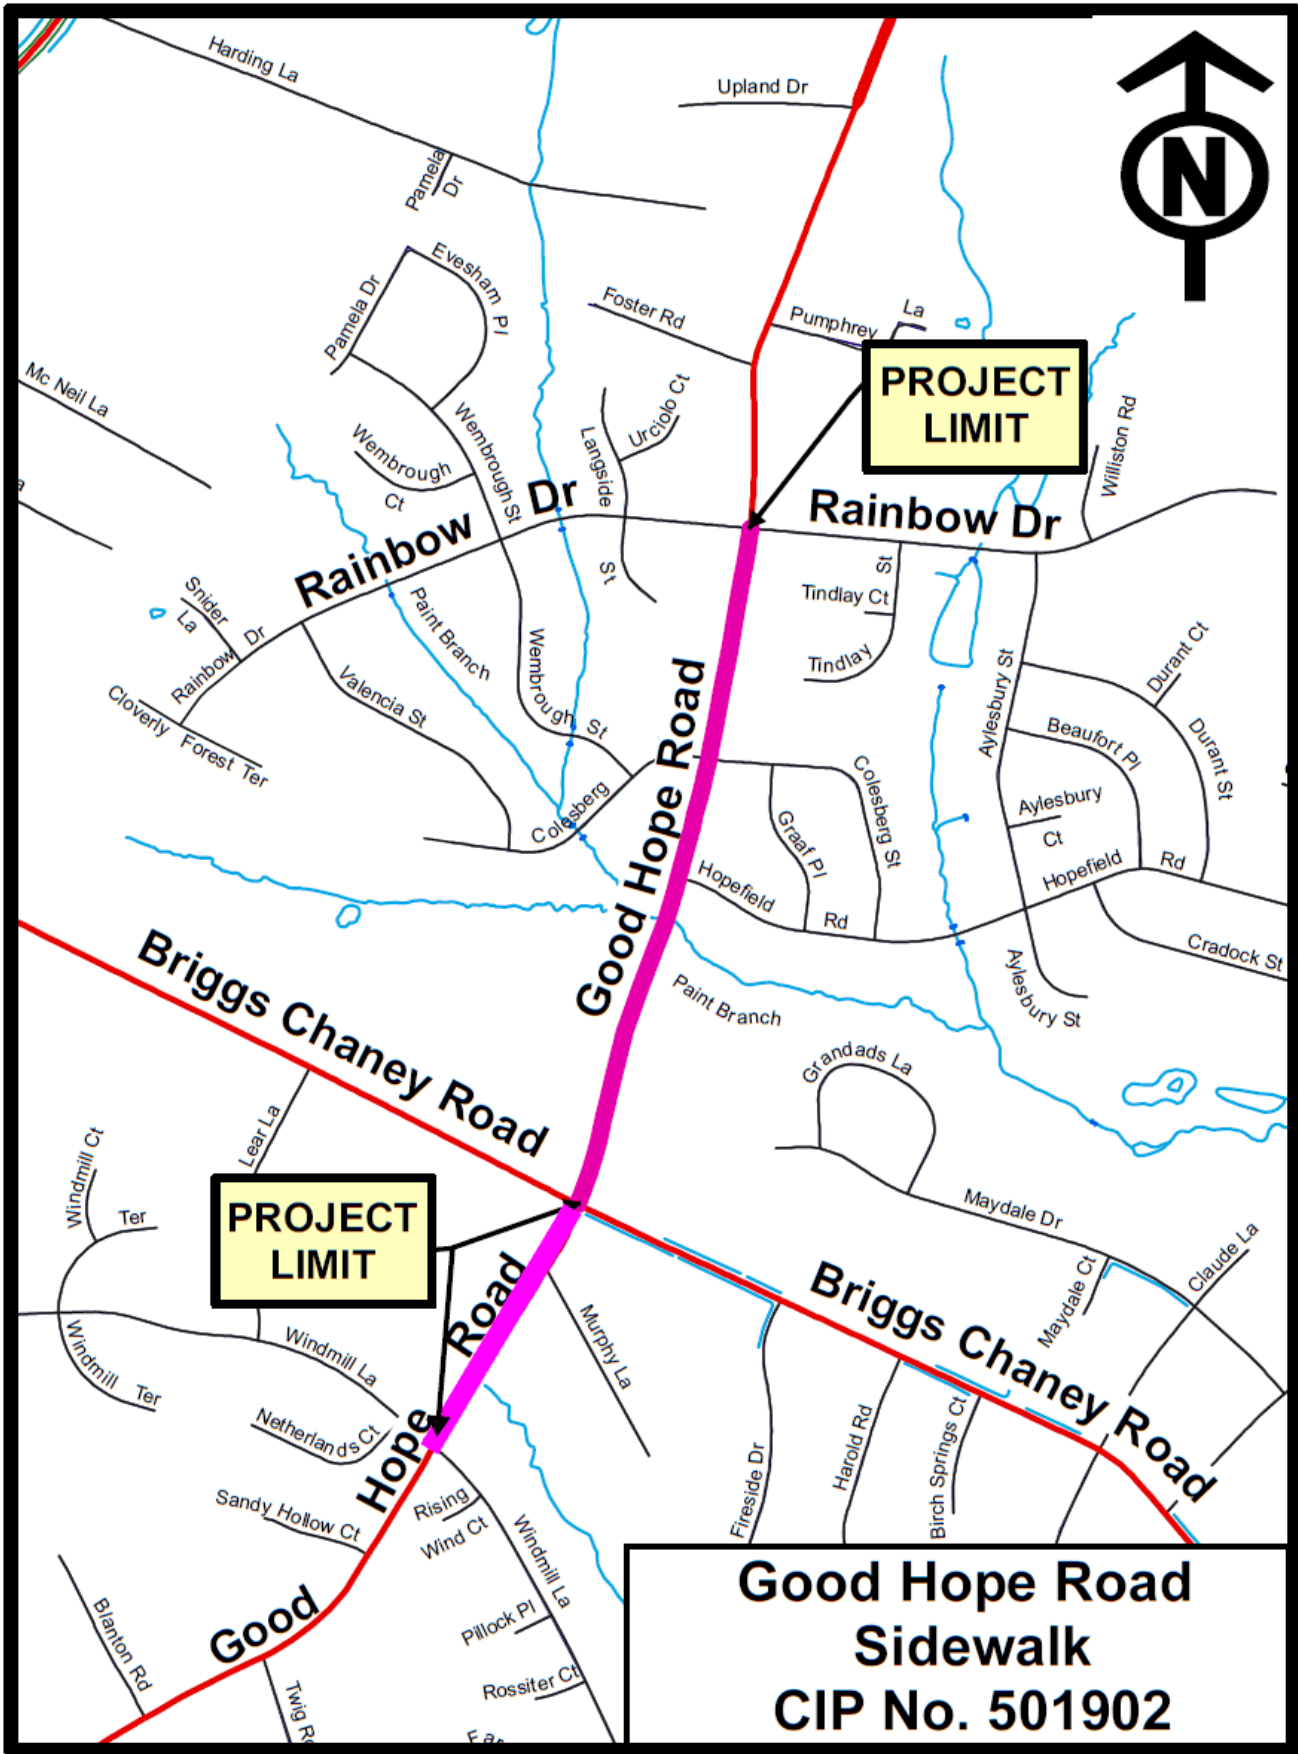 Harding La
Upland Dr
N
Pamela
Dr
Evesham Pl
Pamela Dr
Foster Rd
Pumphrey
La
PROJECT
LIMIT
Mc Neil La
Urciolo Ct
Langside
St
Wembrough St
Wembrough
Ct
Williston Rd
Rainbow Dr
Rainbow Dr
Snider
La
Rainbow Dr
Paint Branch
Tindlay Ct
St
Tindlay
Cloverly Forest Ter
Valencia St
Wembrough St
Good Hope Road
Aylesbury St
Durant Ct
Durant St
Beaufort Pl
Colesberg
Colesberg St
Graaf Pl
Aylesbury
Ct
Hopefield
Rd
Hopefield
Rd
Cradock St
Aylesbury St
Paint Branch
Briggs Chaney Road
Grandads La
Lear La
Windmill Ct
Ter
PROJECT
LIMIT
Maydale Dr
Claude La
Maydale Ct
Briggs Chaney Road
Murphy La
Windmill La
Windmill Ter
Netherlands Ct
Good Hope Road
Sandy Hollow Ct
Rising
Wind Ct
Windmill La
Fireside Dr
Harold Rd
Birch Springs Ct
Blanton Rd
Pillock Pl
Rossiter Ct
Twig
Good Hope Road
Sidewalk
CIP No. 501902